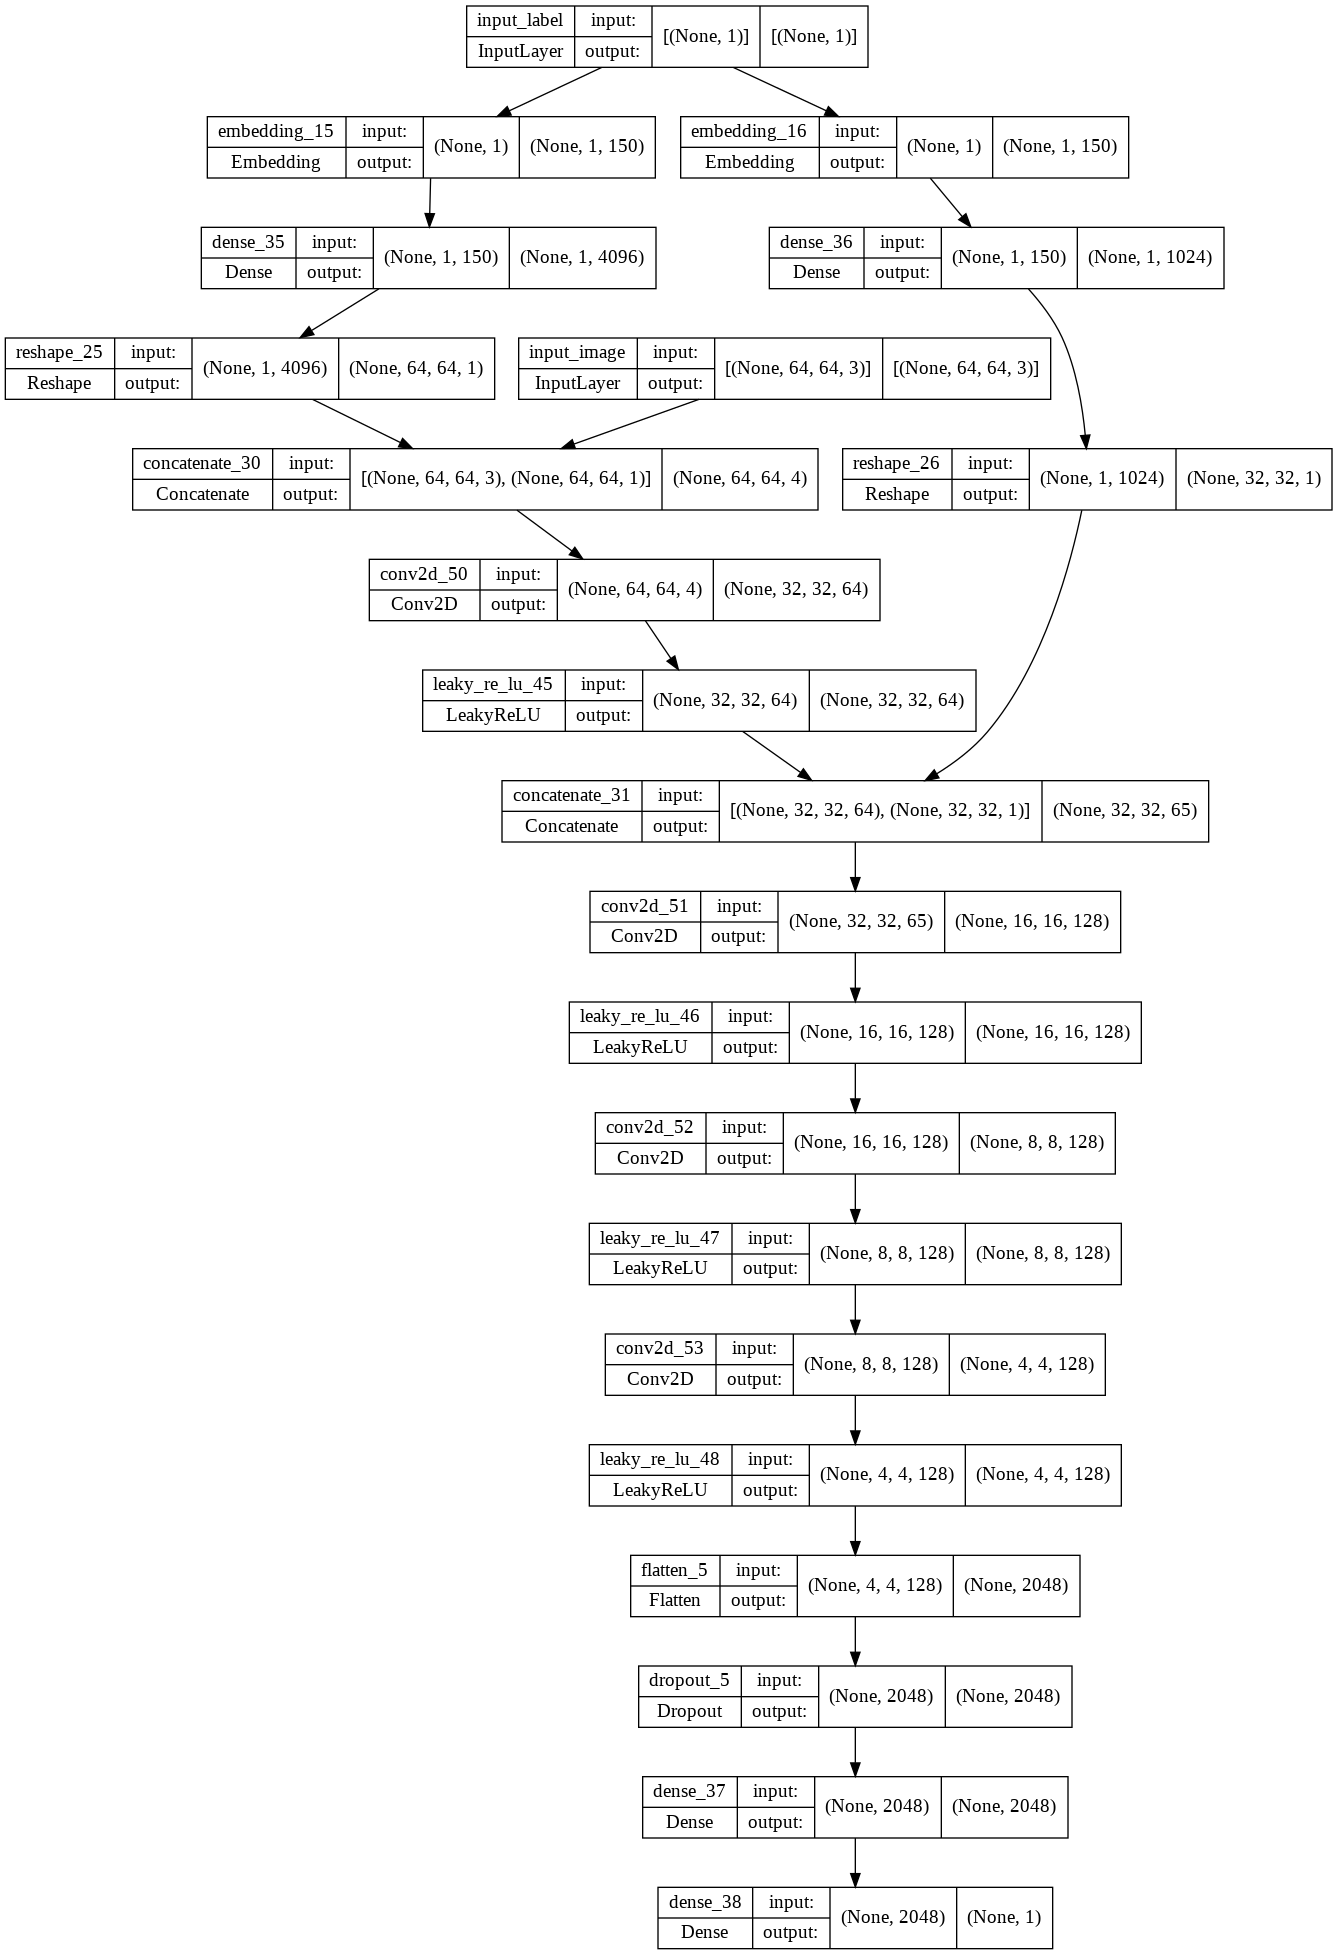 input_label input: [(None, 1)] [(None, 1)]
InputLayer output:
embedding_15 input: (None, 1) (None, 1, 150)
Embedding output:
embedding_16 input: (None, 1) (None, 1, 150)
Embedding output:
dense_35 input: (None, 1, 150) (None, 1, 4096)
Dense output:
dense_36 input: (None, 1, 150) (None, 1, 1024)
Dense output:
reshape_25 input: (None, 1, 4096) (None, 64, 64, 1)
Reshape output:
input_image input: [(None, 64, 64, 3)] [(None, 64, 64, 3)]
InputLayer output:
concatenate_30 input: [(None, 64, 64, 3), (None, 64, 64, 1)] (None, 64, 64, 4)
Concatenate output:
reshape_26 input: (None, 1, 1024) (None, 32, 32, 1)
Reshape output:
conv2d_50 input: (None, 64, 64, 4) (None, 32, 32, 64)
Conv2D output:
leaky_re_lu_45 input: (None, 32, 32, 64) (None, 32, 32, 64)
LeakyReLU output:
concatenate_31 input: [(None, 32, 32, 64), (None, 32, 32, 1)] (None, 32, 32, 65)
Concatenate output:
conv2d_51 input: (None, 32, 32, 65) (None, 16, 16, 128)
Conv2D output:
leaky_re_lu_46 input: (None, 16, 16, 128) (None, 16, 16, 128)
LeakyReLU output:
conv2d_52 input: (None, 16, 16, 128) (None, 8, 8, 128)
Conv2D output:
leaky_re_lu_47 input: (None, 8, 8, 128) (None, 8, 8, 128)
LeakyReLU output:
conv2d_53 input: (None, 8, 8, 128) (None, 4, 4, 128)
Conv2D output:
leaky_re_lu_48 input: (None, 4, 4, 128) (None, 4, 4, 128)
LeakyReLU output:
flatten_5 input: (None, 4, 4, 128) (None, 2048)
Flatten output:
dropout_5 input: (None, 2048) (None, 2048)
Dropout output:
dense_37 input: (None, 2048) (None, 2048)
Dense output:
dense_38 input: (None, 2048) (None, 1)
Dense output: